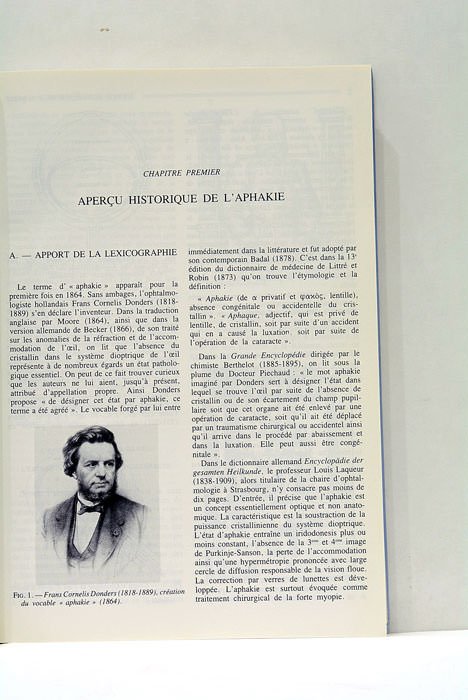 CHAPITRE PREMIER
APERÇU HISTORIQUE DE L'APHAKIE
A. — APPORT DE LA LEXICOGRAPHIE
Le terme d' « aphakie » apparaît pour la
première fois en 1864. Sans ambages, l'ophtalmo-
logiste hollandais Frans Cornelis Donders (1818-
1889) s'en déclare l'inventeur. Dans la traduction
anglaise par Moore (1864), ainsi que dans la
version allemande de Becker (1866), de son traité
sur les anomalies de la réfraction et de l'accom-
modation de l'œil, on lit que l'absence du
cristallin dans le système dioptrique de l'œil
représente à de nombreux égards un état patholo-
gique essentiel. On peut de ce fait trouver curieux
que les auteurs ne lui aient, jusqu'à présent,
attribué d'appellation propre. Ainsi Donders
propose « de désigner cet état par aphakie, ce
terme a été agréé ». Le vocable forgé par lui entre
FIG. 1. — Frans Cornelis Donders (1818-1889), création
du vocable « aphakie » (1864).
immédiatement dans la littérature et fut adopté par
son contemporain Badal (1878). C'est dans la 13e
édition du dictionnaire de médecine de Littré et
Robin (1873) qu'on trouve l'étymologie et la
définition :
« Aphakie (de α privatif et φακὸς, lentille),
absence congénitale ou accidentelle du cris-
tallin ». « Aphaque, adjectif, qui est privé de
lentille, de cristallin, soit par suite d'un accident
qui en a causé la luxation, soit par suite de
l'opération de la cataracte ».
Dans la Grande Encyclopédie dirigée par le
chimiste Berthelot (1885-1895), on lit sous la
plume du Docteur Piechaud : « le mot aphakie
imaginé par Donders sert à désigner l'état dans
lequel se trouve l'œil par suite de l'absence de
cristallin ou de son écartement du champ pupil-
laire soit que cet organe ait été enlevé par une
opération de cataracte, soit qu'il ait été déplacé
par un traumatisme chirurgical ou accidentel ainsi
qu'il arrive dans le procédé par abaissement et
dans la luxation. Elle peut aussi être congé-
nitale ».
Dans le dictionnaire allemand Encyclopädie der
gesamten Heilkunde, le professeur Louis Laqueur
(1838-1909), alors titulaire de la chaire d'ophtal-
mologie à Strasbourg, n'y consacre pas moins de
dix pages. D'entrée, il précise que l'aphakie est
un concept essentiellement optique et non anato-
mique. La caractéristique est la soustraction de la
puissance cristallinienne du système dioptrique.
L'état d'aphakie entraîne un iridodonesis plus ou
moins constant, l'absence de la 3ème et 4ème image
de Purkinje-Sanson, la perte de l'accommodation
ainsi qu'une hypermétropie prononcée avec large
cercle de diffusion responsable de la vision floue.
La correction par verres de lunettes est déve-
loppée. L'aphakie est surtout évoquée comme
traitement chirurgical de la forte myopie.